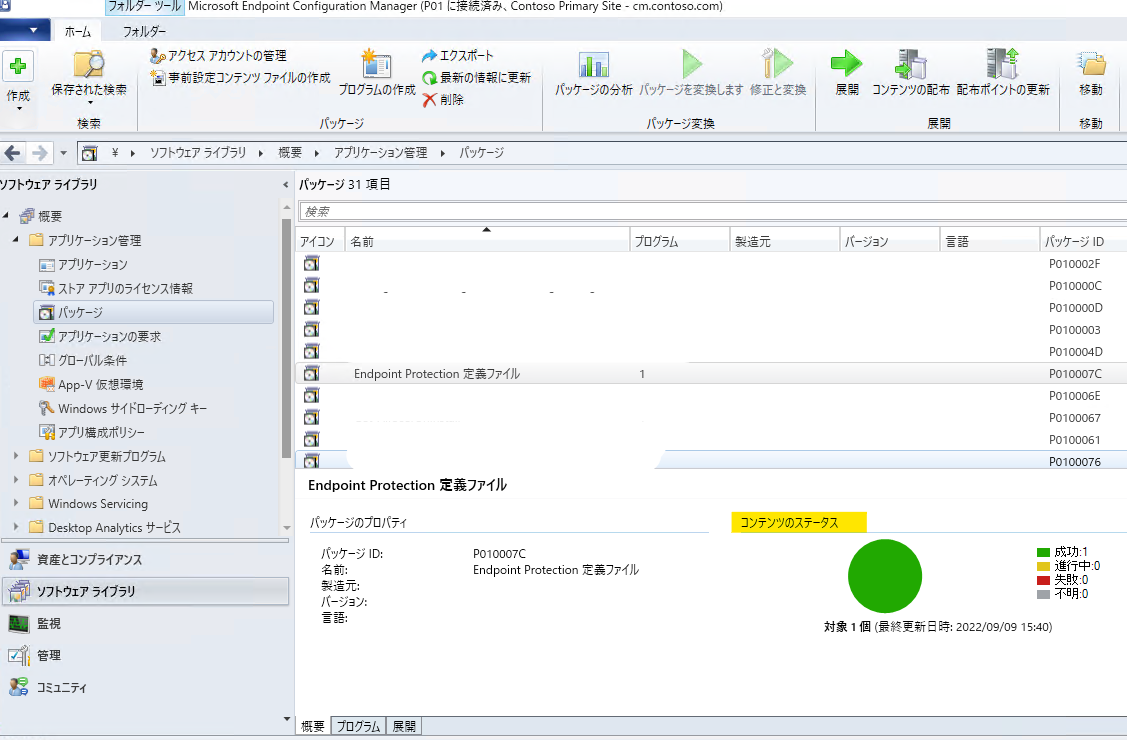 フォルダー ツール Microsoft Endpoint Configuration Manager (P01 に接続済み、Contoso Primary Site - cm.contoso.com)
ホーム フォルダー
作成
保存された検索
検索
アクセス アカウントの管理
事前設定コンテンツ ファイルの作成
プログラムの作成
エクスポート
最新の情報に更新
削除
パッケージ
パッケージの分析
パッケージを変換します
修正と変換
パッケージ変換
展開
コンテンツの配布
配布ポイントの更新
展開
移動
移動
¥ ソフトウェア ライブラリ 概要 アプリケーション管理 パッケージ
ソフトウェア ライブラリ
概要
アプリケーション管理
アプリケーション
ストア アプリのライセンス情報
パッケージ
アプリケーションの要求
グローバル条件
App-V 仮想環境
Windows サイドローディング キー
アプリ構成ポリシー
ソフトウェア更新プログラム
オペレーティング システム
Windows Servicing
Desktop Analytics サービス
資産とコンプライアンス
ソフトウェア ライブラリ
監視
管理
コミュニティ
パッケージ 31 項目
検索
アイコン 名前 プログラム 製造元 バージョン 言語 パッケージ ID
P010002F
P010000C
P010000D
P0100003
P010004D
Endpoint Protection 定義ファイル 1 P010007C
P010006E
P0100067
P0100061
P0100076
Endpoint Protection 定義ファイル
パッケージのプロパティ
パッケージ ID: P010007C
名前: Endpoint Protection 定義ファイル
製造元:
バージョン:
言語:
コンテンツのステータス
成功:1
進行中:0
失敗:0
不明:0
対象 1 個 (最終更新日時: 2022/09/09 15:40)
概要 プログラム 展開